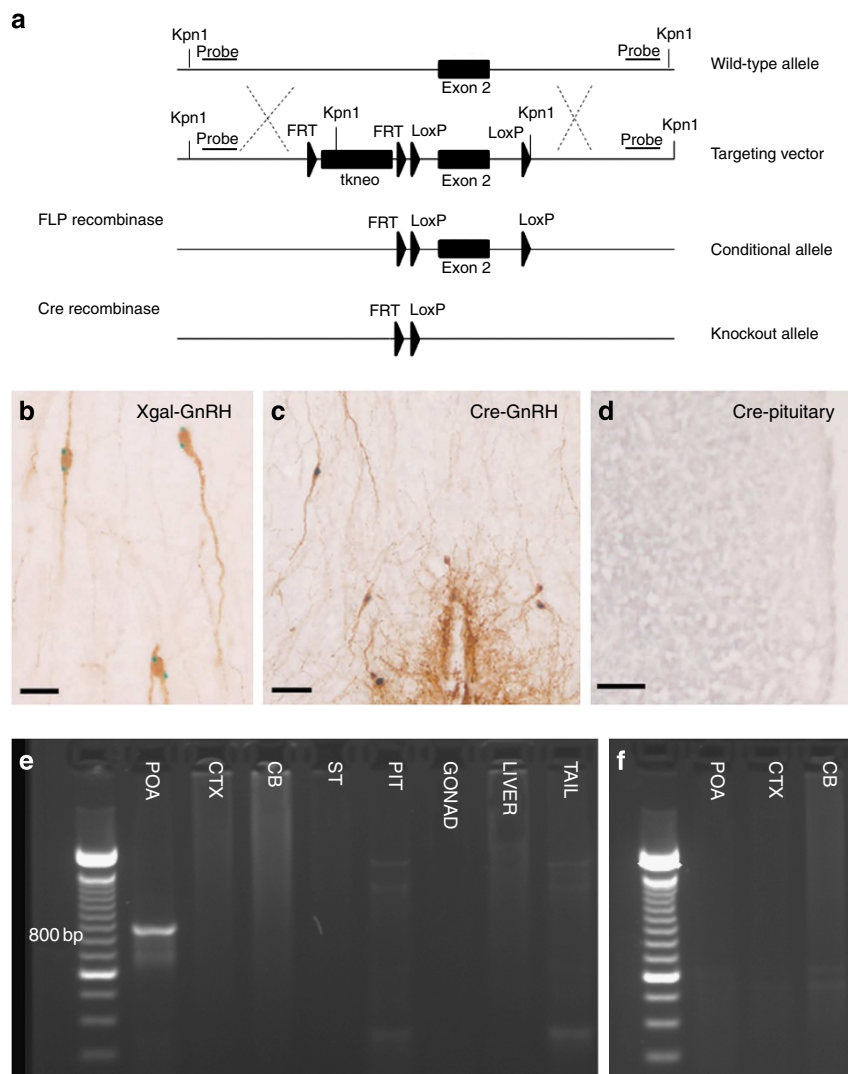 a
Kpn1 Kpn1
Probe Probe
Wild-type allele
Exon 2
Kpn1 Kpn1 Kpn1 Kpn1
Probe FRT FRT LoxP LoxP Probe
Targeting vector
tkneo Exon 2
FLP recombinase
FRT LoxP LoxP
Conditional allele
Exon 2
Cre recombinase
FRT LoxP
Knockout allele
b Xgal-GnRH
c Cre-GnRH
d Cre-pituitary
e
POA
CTX
CB
ST
PIT
GONAD
LIVER
TAIL
800 bp
f
POA
CTX
CB